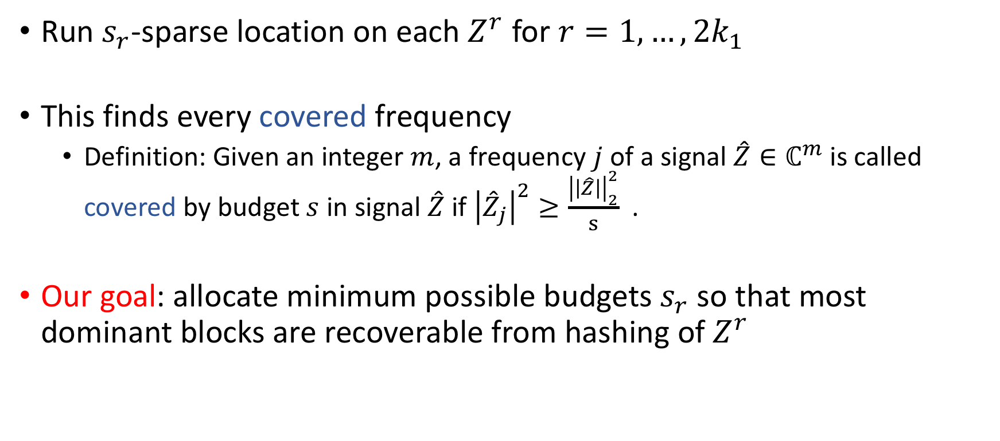 • Run $s_r$-sparse location on each $Z^r$ for $r = 1, \ldots, 2k_1$
• This finds every covered frequency
• Definition: Given an integer $m$, a frequency $j$ of a signal $\hat{Z} \in \mathbb{C}^m$ is called
covered by budget $s$ in signal $\hat{Z}$ if $\left|\hat{Z}_j\right|^2 \geq \frac{\left||\hat{Z}|\right|_2^2}{s}$ .
• Our goal: allocate minimum possible budgets $s_r$ so that most
dominant blocks are recoverable from hashing of $Z^r$